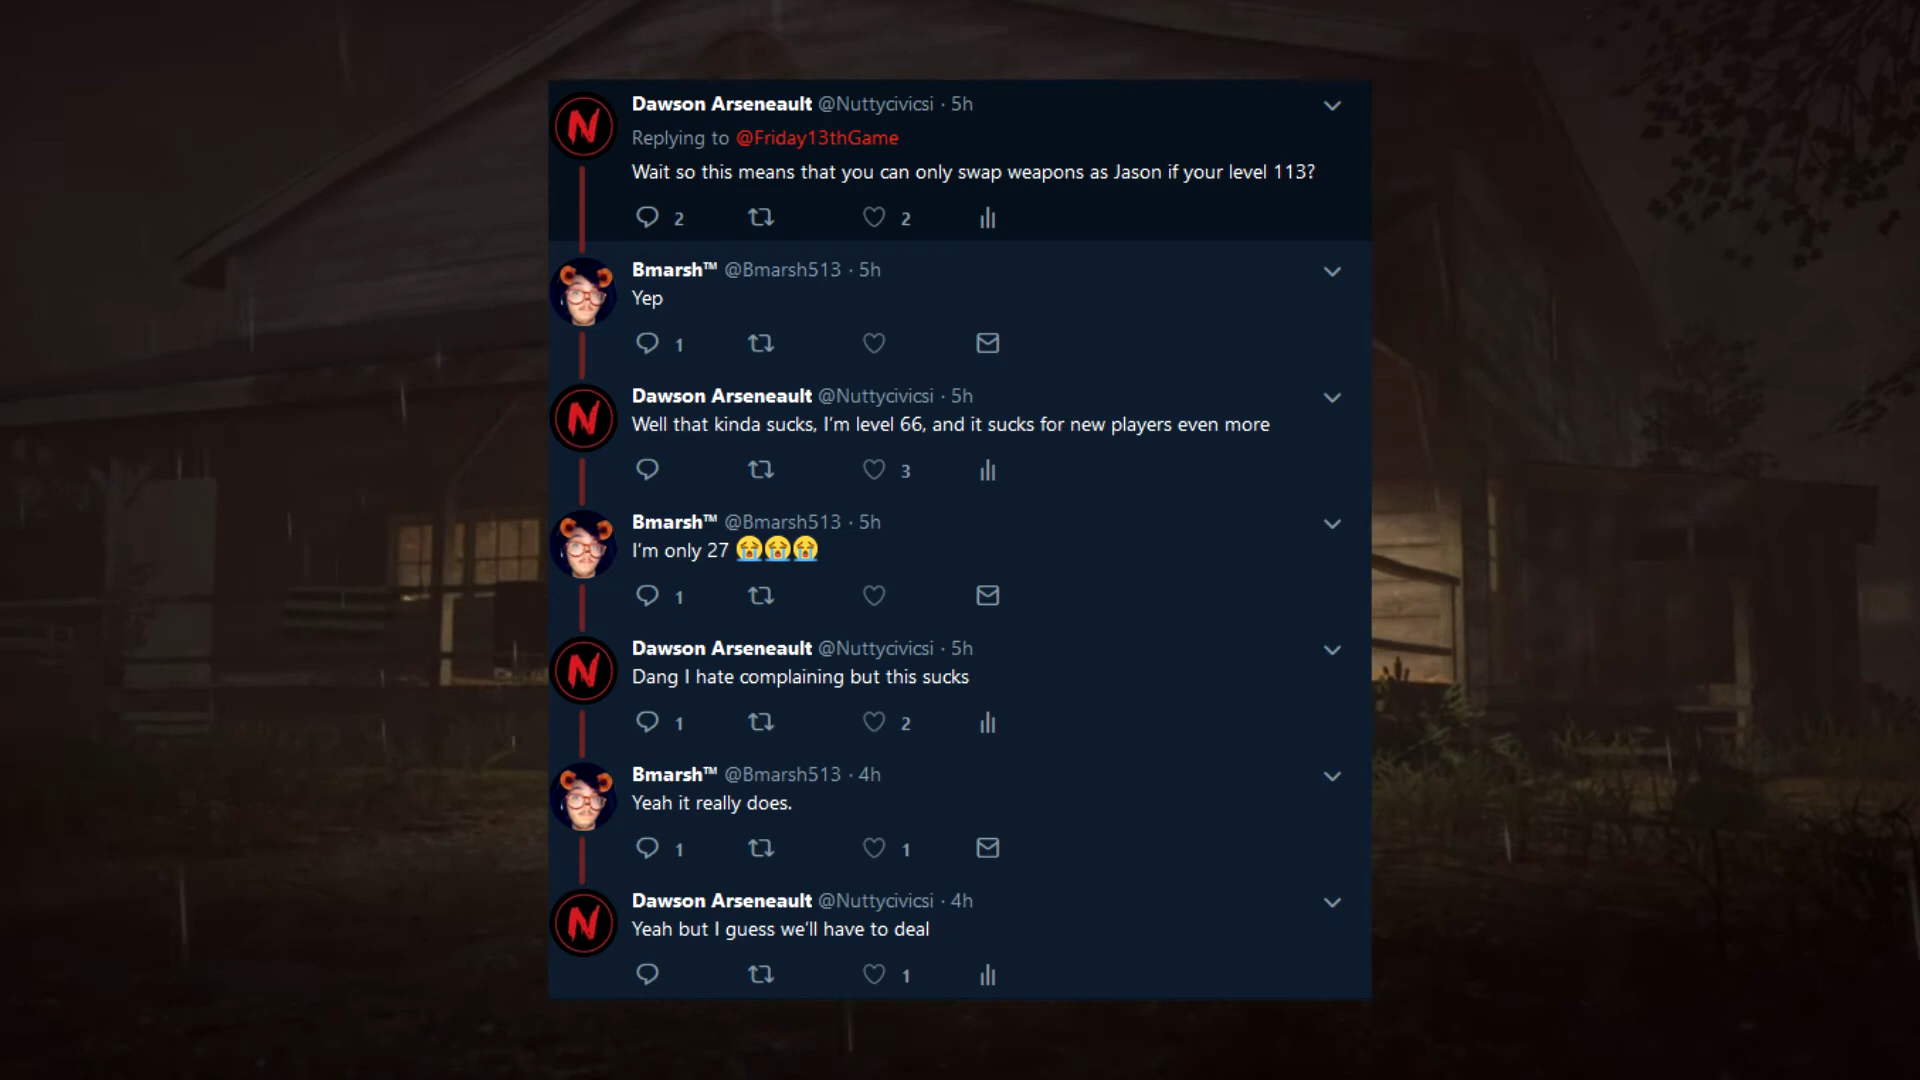 Dawson Arseneault @Nuttycivicsi · 5h
Replying to @Friday13thGame
Wait so this means that you can only swap weapons as Jason if your level 113?
2 2
Bmarsh™ @Bmarsh513 · 5h
Yep
1
Dawson Arseneault @Nuttycivicsi · 5h
Well that kinda sucks, I'm level 66, and it sucks for new players even more
3
Bmarsh™ @Bmarsh513 · 5h
I'm only 27 😭😭😭
1
Dawson Arseneault @Nuttycivicsi · 5h
Dang I hate complaining but this sucks
1 2
Bmarsh™ @Bmarsh513 · 4h
Yeah it really does.
1 1
Dawson Arseneault @Nuttycivicsi · 4h
Yeah but I guess we'll have to deal
1